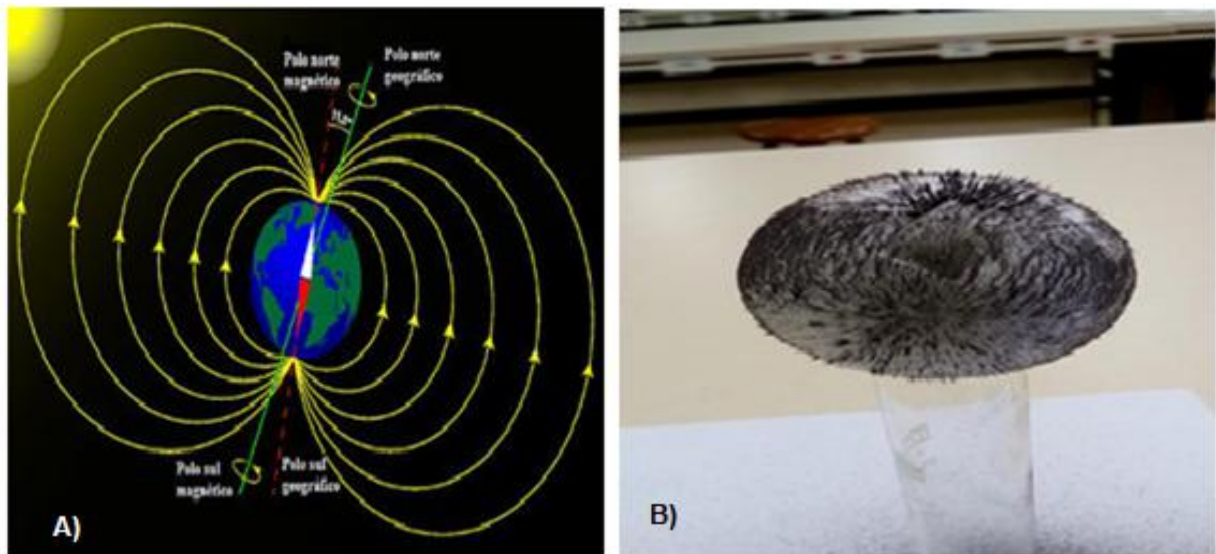 Polo norte
magnético
Polo norte
geográfico
Polo sul
magnético
Polo sul
geográfico
A)
B)